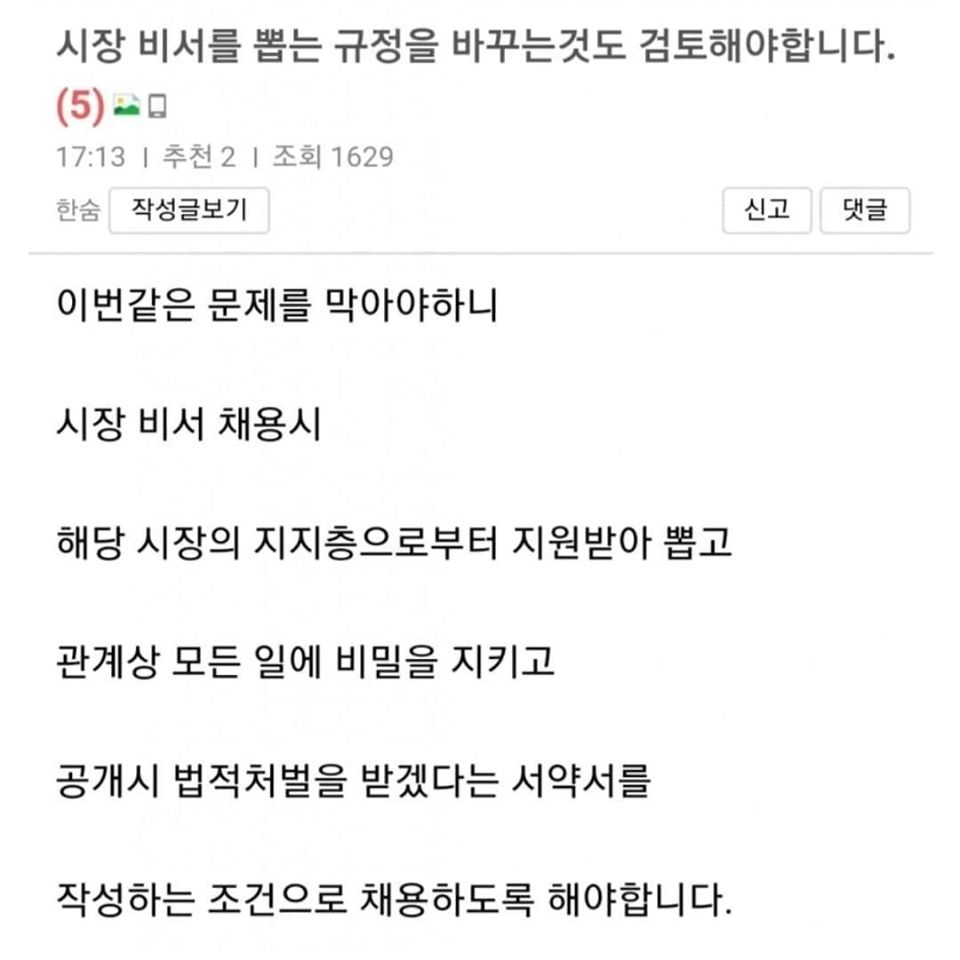 시장 비서를 뽑는 규정을 바꾸는것도 검토해야합니다.
(5)
17:13 | 추천 2 | 조회 1629
한숨 작성글보기 신고 댓글
이번같은 문제를 막아야하니
시장 비서 채용시
해당 시장의 지지층으로부터 지원받아 뽑고
관계상 모든 일에 비밀을 지키고
공개시 법적처벌을 받겠다는 서약서를
작성하는 조건으로 채용하도록 해야합니다.